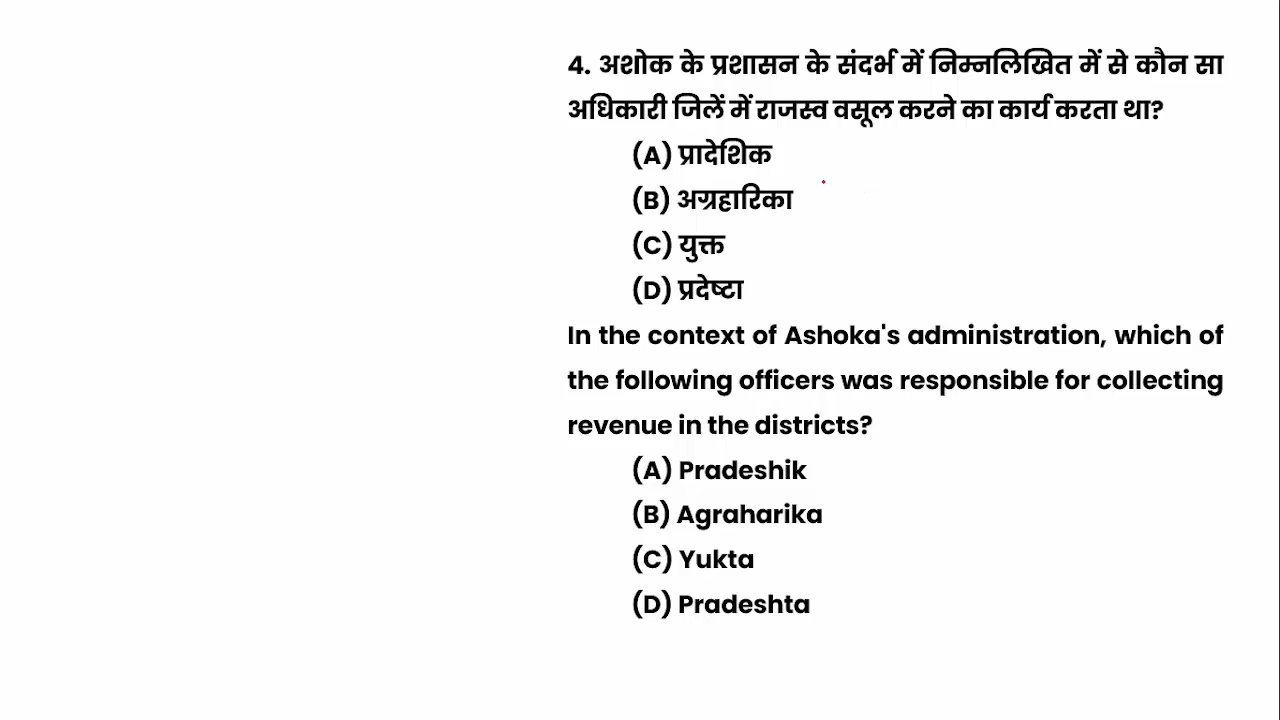 4. अशोक के प्रशासन के संदर्भ में निम्नलिखित में से कौन सा
अधिकारी जिलें में राजस्व वसूल करने का कार्य करता था?
(A) प्रादेशिक
(B) अग्रहारिका
(C) युक्त
(D) प्रदेष्टा
In the context of Ashoka's administration, which of
the following officers was responsible for collecting
revenue in the districts?
(A) Pradeshik
(B) Agraharika
(C) Yukta
(D) Pradeshta